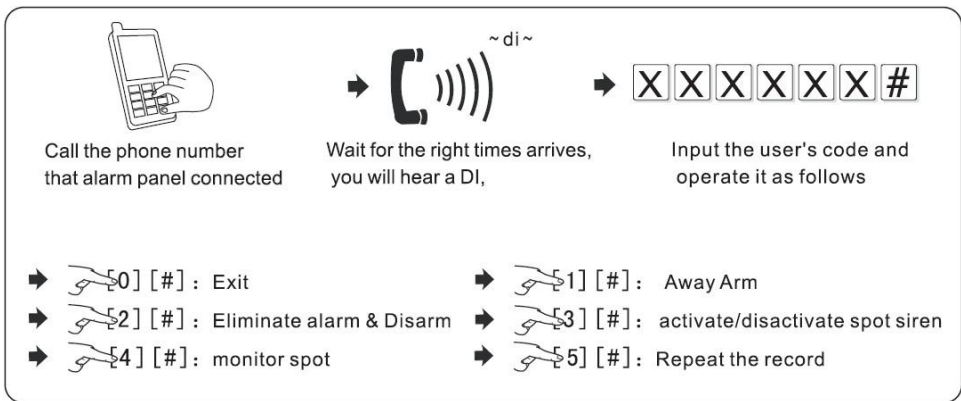 ~di~
XXXXXX#
Call the phone number
that alarm panel connected
Wait for the right times arrives,
you will hear a DI,
Input the user's code and
operate it as follows
[0] [#]: Exit
[1] [#]: Away Arm
[2] [#]: Eliminate alarm & Disarm
[3] [#]: activate/disactivate spot siren
[4] [#]: monitor spot
[5] [#]: Repeat the record